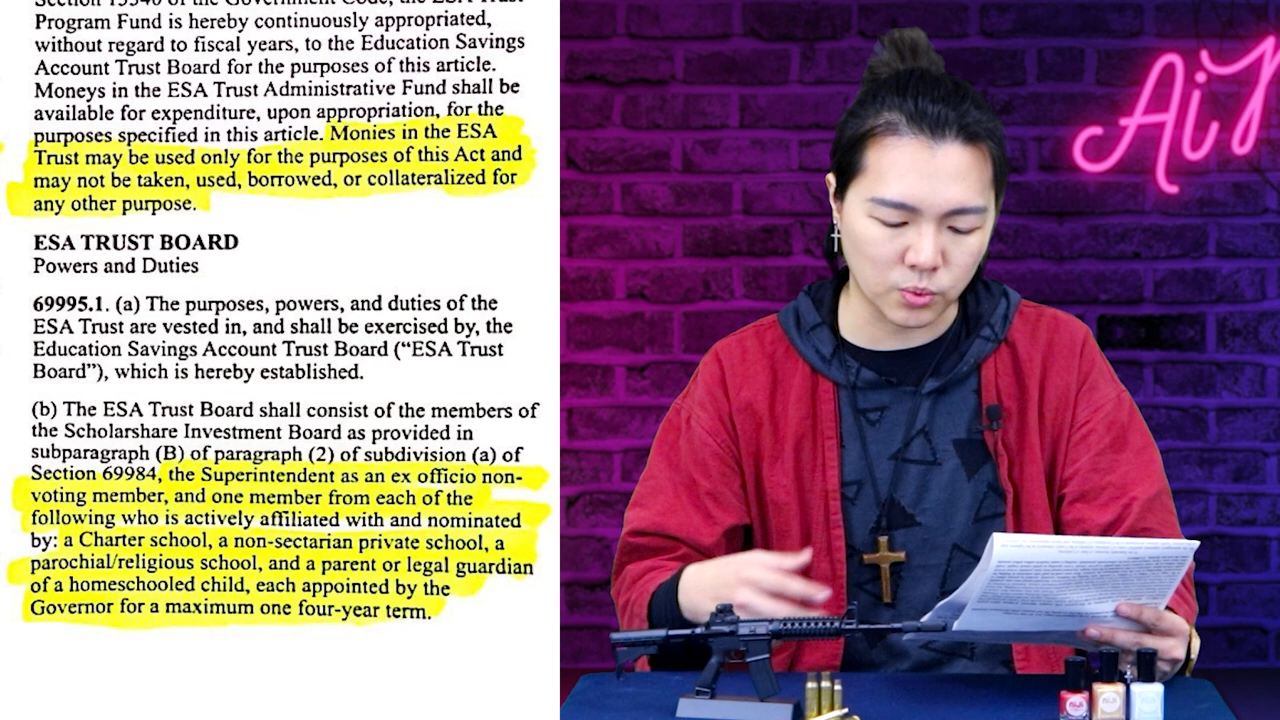 Section 15340 of the Government Code, the ESA Trust
Program Fund is hereby continuously appropriated,
without regard to fiscal years, to the Education Savings
Account Trust Board for the purposes of this article.
Moneys in the ESA Trust Administrative Fund shall be
available for expenditure, upon appropriation, for the
purposes specified in this article. Monies in the ESA
Trust may be used only for the purposes of this Act and
may not be taken, used, borrowed, or collateralized for
any other purpose.
ESA TRUST BOARD
Powers and Duties
69995.1. (a) The purposes, powers, and duties of the
ESA Trust are vested in, and shall be exercised by, the
Education Savings Account Trust Board (“ESA Trust
Board”), which is hereby established.
(b) The ESA Trust Board shall consist of the members of
the Scholarshare Investment Board as provided in
subparagraph (B) of paragraph (2) of subdivision (a) of
Section 69984, the Superintendent as an ex officio non-
voting member, and one member from each of the
following who is actively affiliated with and nominated
by: a Charter school, a non-sectarian private school, a
parochial/religious school, and a parent or legal guardian
of a homeschooled child, each appointed by the
Governor for a maximum one four-year term.